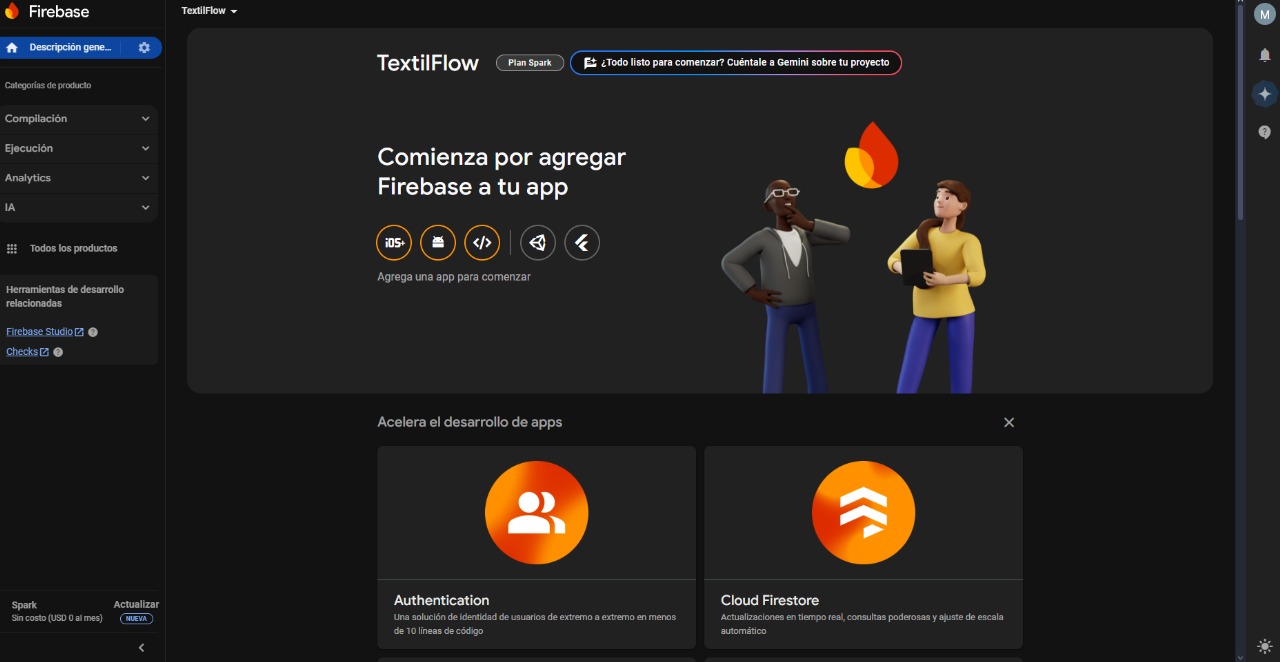 Firebase
TextilFlow
Descripción gene...
Categorías de producto
Compilación
Ejecución
Analytics
IA
Todos los productos
Herramientas de desarrollo
relacionadas
Firebase Studio
Checks
Spark
Sin costo (USD 0 al mes)
Actualizar
NUEVA
TextilFlow
Plan Spark
¿Todo listo para comenzar? Cuéntale a Gemini sobre tu proyecto
Comienza por agregar
Firebase a tu app
iOS+
Agrega una app para comenzar
Acelera el desarrollo de apps
Authentication
Una solución de identidad de usuarios de extremo a extremo en menos
de 10 líneas de código
Cloud Firestore
Actualizaciones en tiempo real, consultas poderosas y ajuste de escala
automático
M